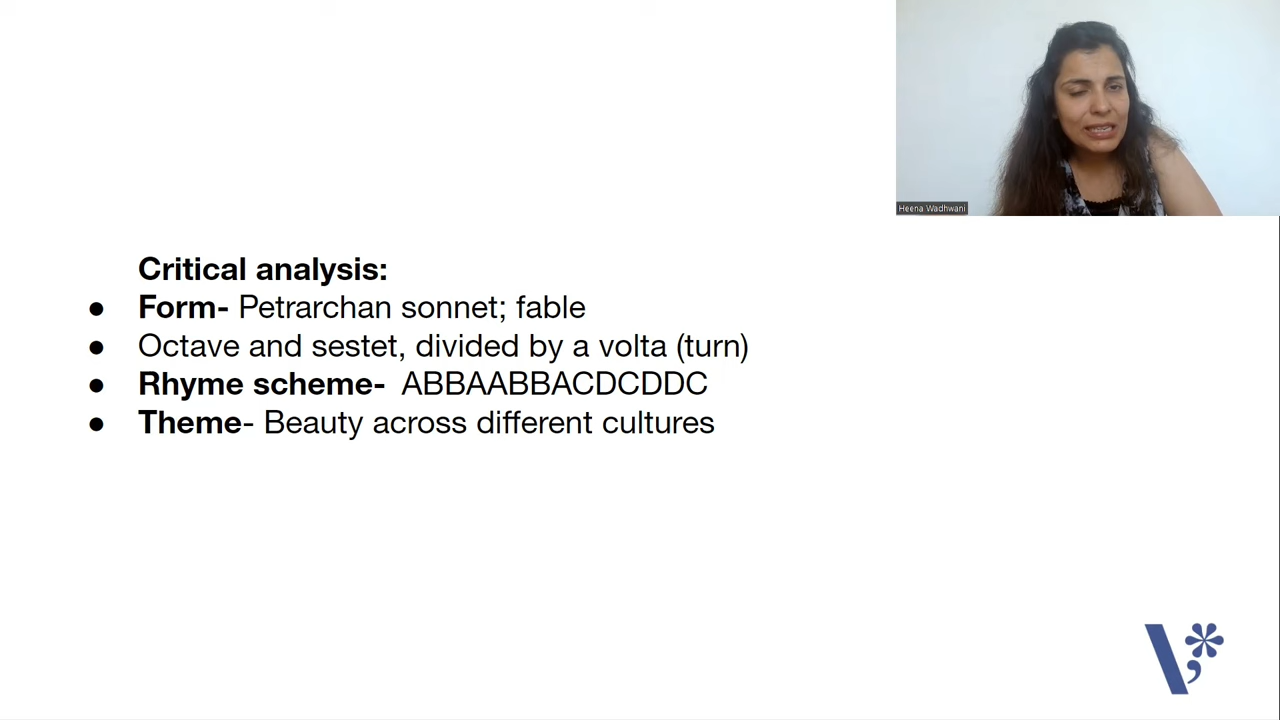 Heena Wadhwani
Critical analysis:
● Form- Petrarchan sonnet; fable
● Octave and sestet, divided by a volta (turn)
● Rhyme scheme- ABBAABBACDCDDC
● Theme- Beauty across different cultures